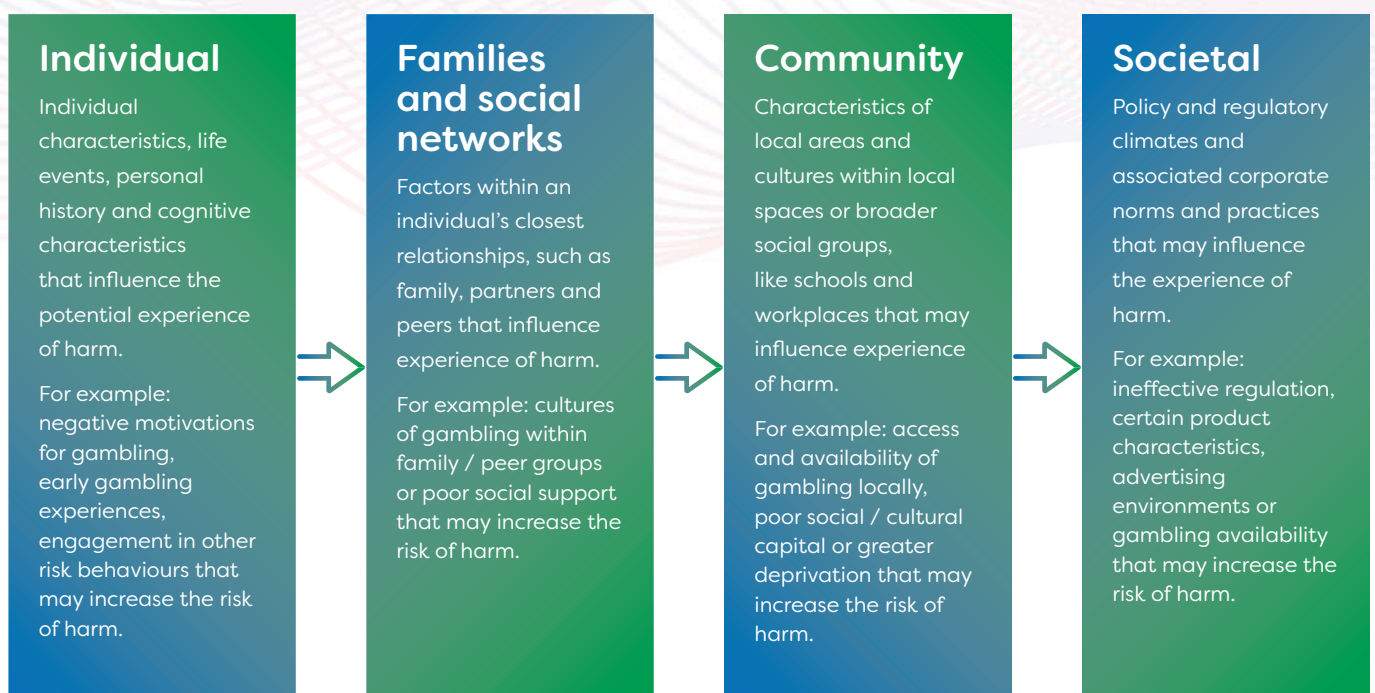 Individual
Individual
characteristics, life
events, personal
history and cognitive
characteristics
that influence the
potential experience
of harm.
For example:
negative motivations
for gambling,
early gambling
experiences,
engagement in other
risk behaviours that
may increase the risk
of harm.
Families
and social
networks
Factors within an
individual’s closest
relationships, such as
family, partners and
peers that influence
experience of harm.
For example: cultures
of gambling within
family / peer groups
or poor social support
that may increase the
risk of harm.
Community
Characteristics of
local areas and
cultures within local
spaces or broader
social groups,
like schools and
workplaces that may
influence experience
of harm.
For example: access
and availability of
gambling locally,
poor social / cultural
capital or greater
deprivation that may
increase the risk of
harm.
Societal
Policy and regulatory
climates and
associated corporate
norms and practices
that may influence
the experience of
harm.
For example:
ineffective regulation,
certain product
characteristics,
advertising
environments or
gambling availability
that may increase the
risk of harm.